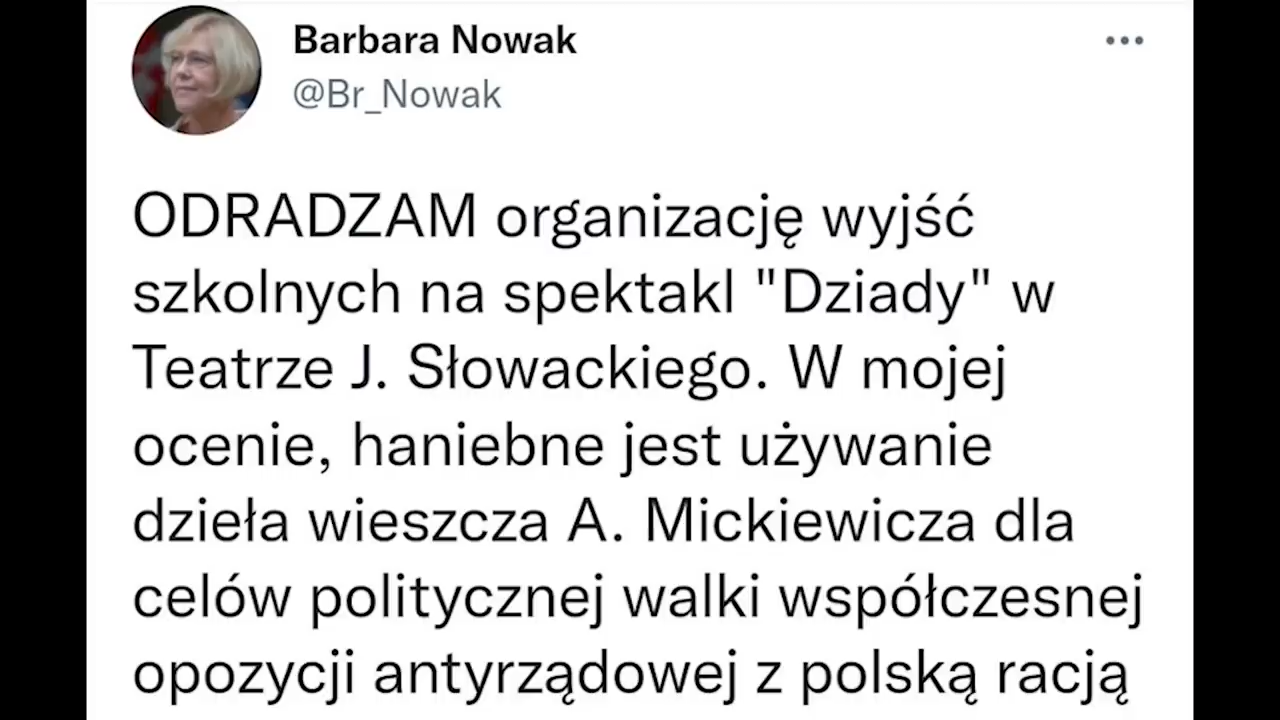 Barbara Nowak
@Br_Nowak
ODRADZAM organizację wyjść
szkolnych na spektakl "Dziady" w
Teatrze J. Słowackiego. W mojej
ocenie, haniebne jest używanie
dzieła wieszcza A. Mickiewicza dla
celów politycznej walki współczesnej
opozycji antyrządowej z polską racją